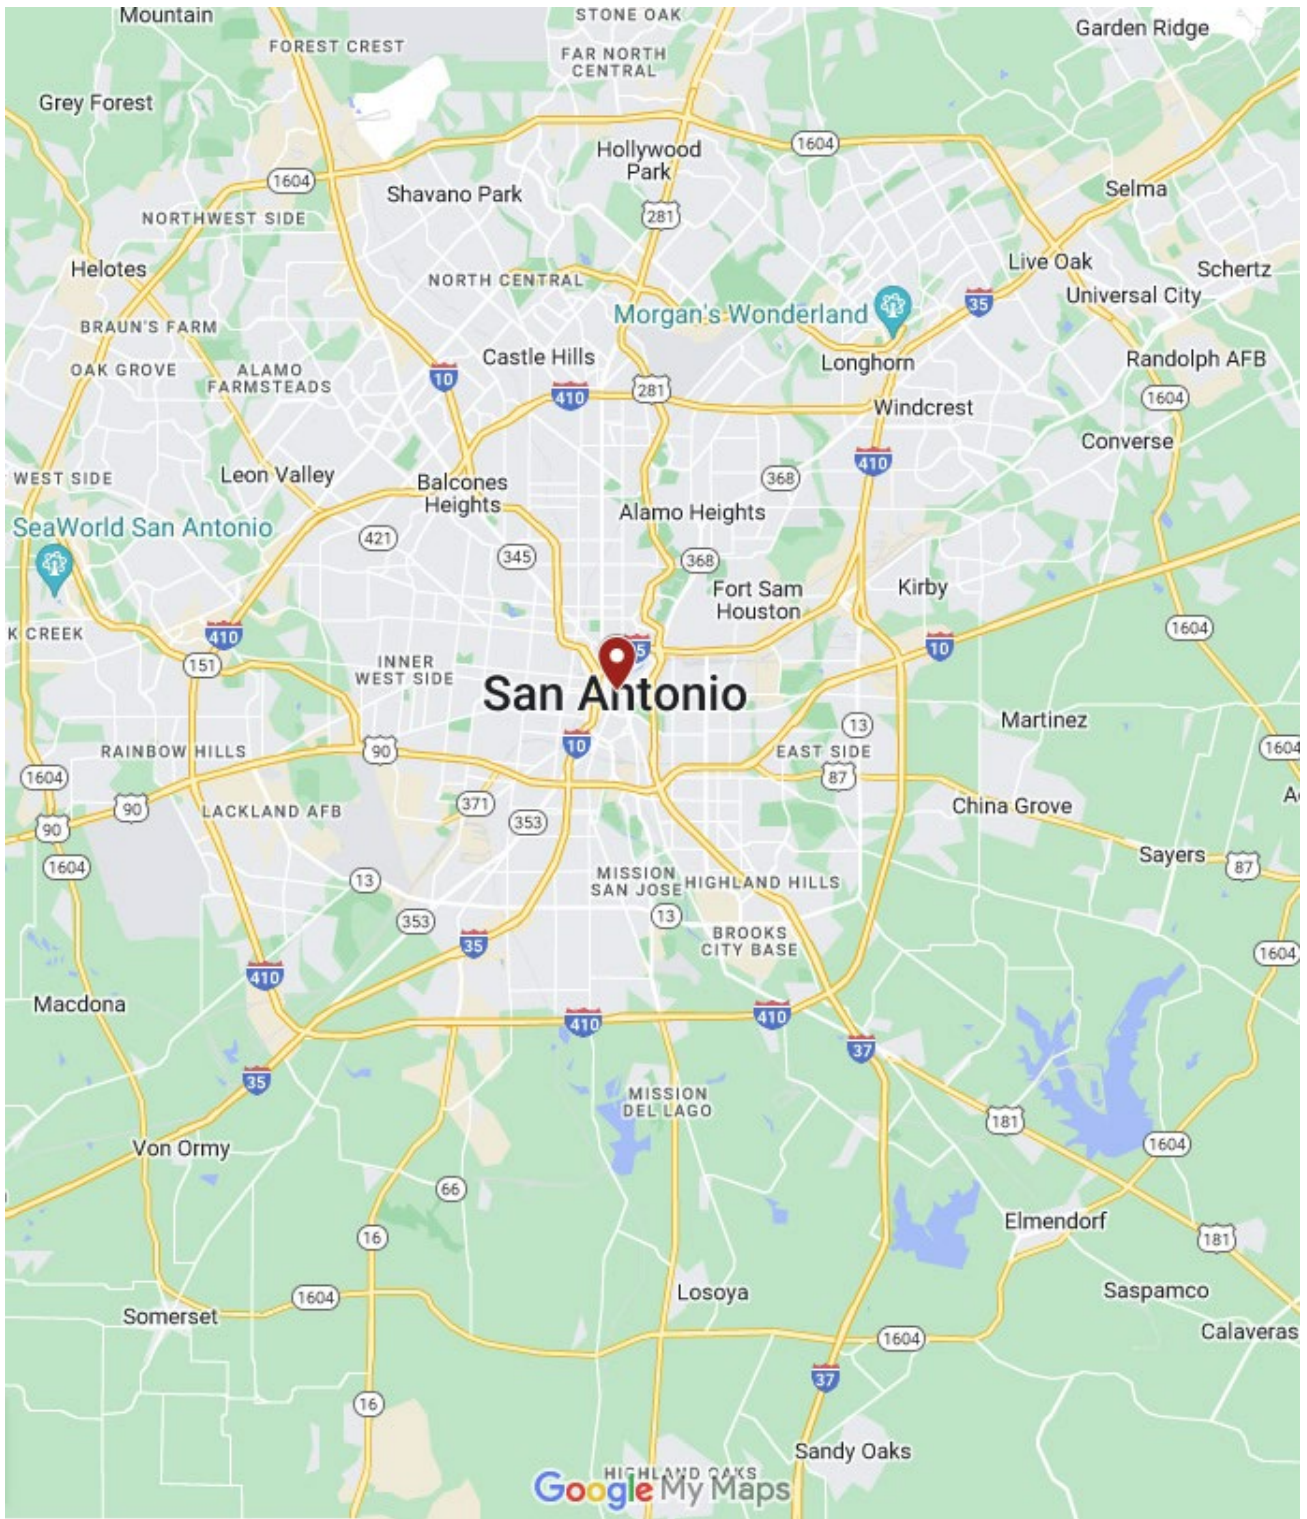 Mountain
STONE OAK
Garden Ridge
FOREST CREST
FAR NORTH
CENTRAL
Grey Forest
1604
Hollywood
Park
1604
Shavano Park
Selma
NORTHWEST SIDE
281
Helotes
Live Oak
Schertz
NORTH CENTRAL
Universal City
35
Morgan's Wonderland
BRAUN'S FARM
Castle Hills
Longhorn
Randolph AFB
OAK GROVE
ALAMO
FARMSTEADS
10
410
281
1604
Windcrest
Converse
410
WEST SIDE
Leon Valley
Balcones
Heights
368
Alamo Heights
SeaWorld San Antonio
421
345
368
Fort Sam
Houston
Kirby
K CREEK
410
1604
151
INNER
WEST SIDE
5
10
San Antonio
13
Martinez
RAINBOW HILLS
90
10
EAST SIDE
1604
1604
87
90
LACKLAND AFB
371
353
China Grove
A
90
1604
Sayers
87
13
MISSION
SAN JOSE
HIGHLAND HILLS
353
13
35
BROOKS
CITY BASE
1604
410
Macdona
410
410
37
35
MISSION
DEL LAGO
181
Von Ormy
1604
66
16
Elmendorf
181
Losoya
Saspamco
1604
Somerset
1604
Calaveras
37
16
Sandy Oaks
HIGHLAND OAKS
Google My Maps